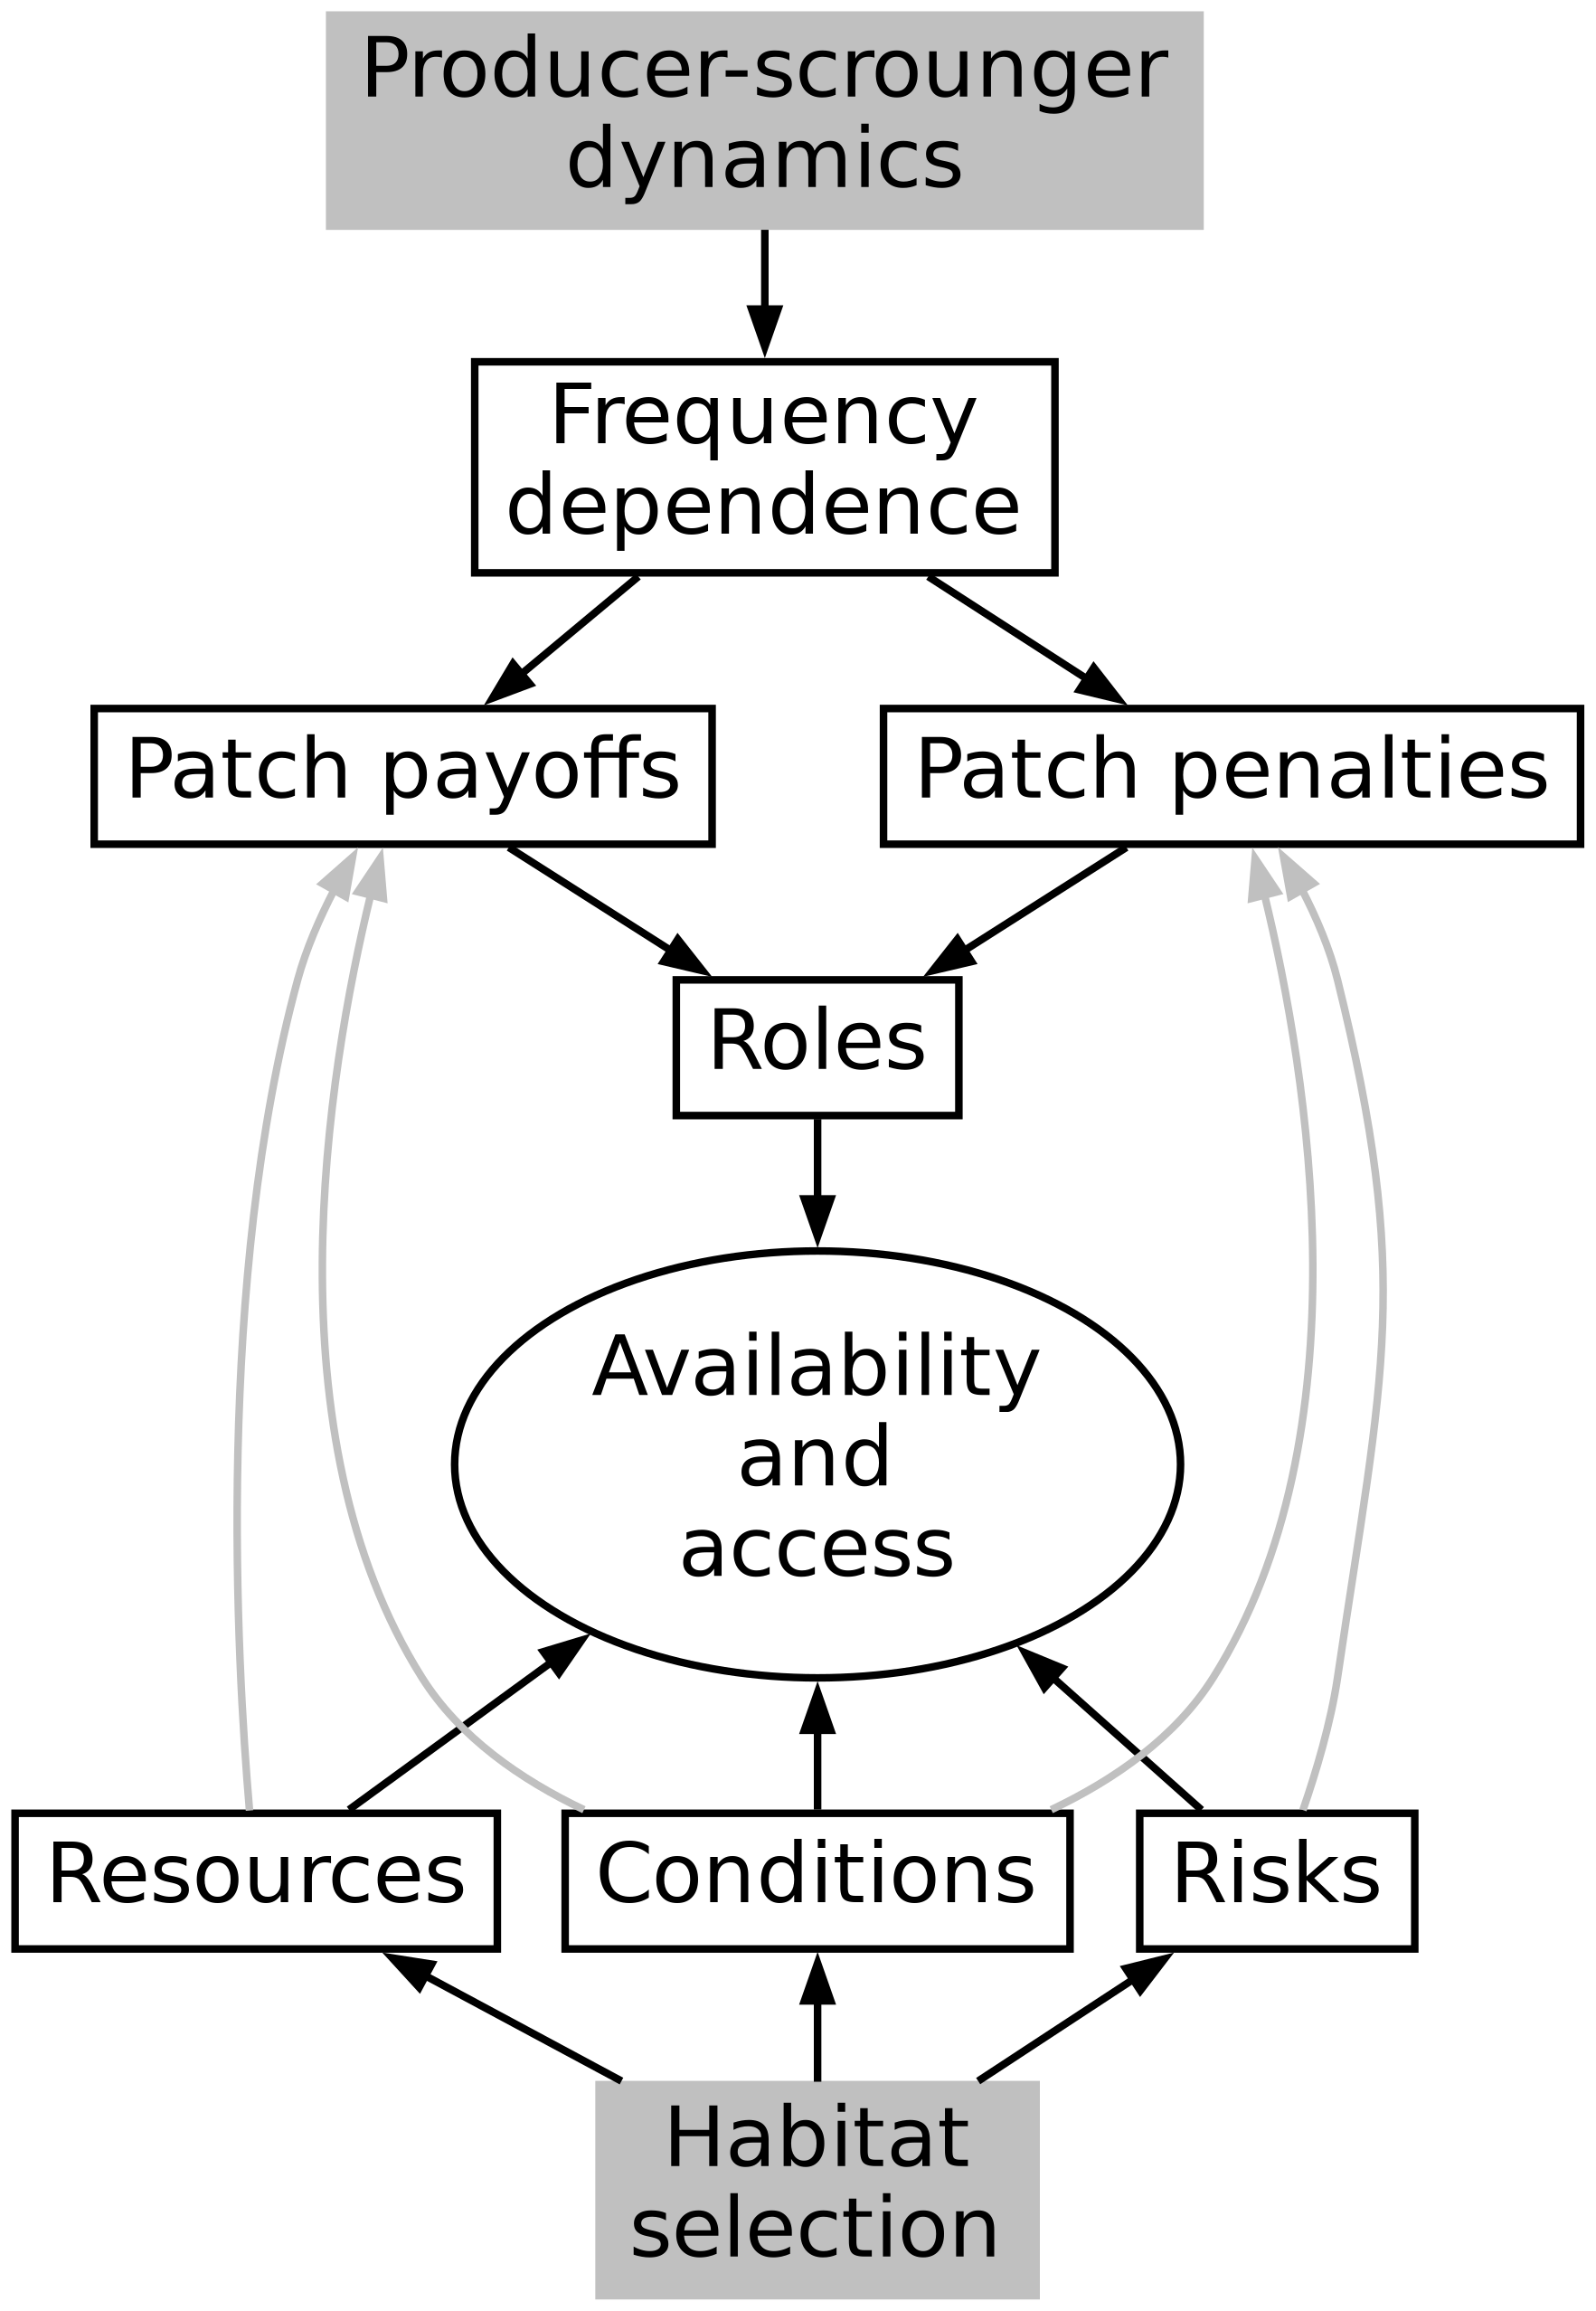 Producer-scrounger
dynamics
Frequency
dependence
Patch payoffs
Patch penalties
Roles
Availability
and
access
Resources
Conditions
Risks
Habitat
selection